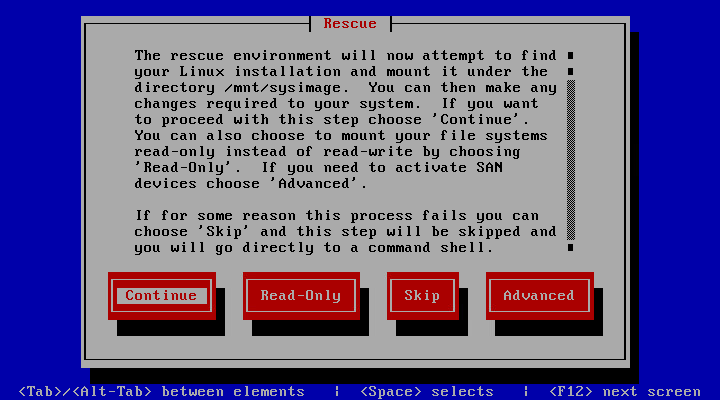 Rescue
The rescue environment will now attempt to find
your Linux installation and mount it under the
directory /mnt/sysimage.  You can then make any
changes required to your system.  If you want
to proceed with this step choose 'Continue'.
You can also choose to mount your file systems
read-only instead of read-write by choosing
'Read-Only'.  If you need to activate SAN
devices choose 'Advanced'.
If for some reason this process fails you can
choose 'Skip' and this step will be skipped and
you will go directly to a command shell.
Continue Read-Only Skip Advanced
<Tab>/<Alt-Tab> between elements   |  <Space> selects   |  <F12> next screen